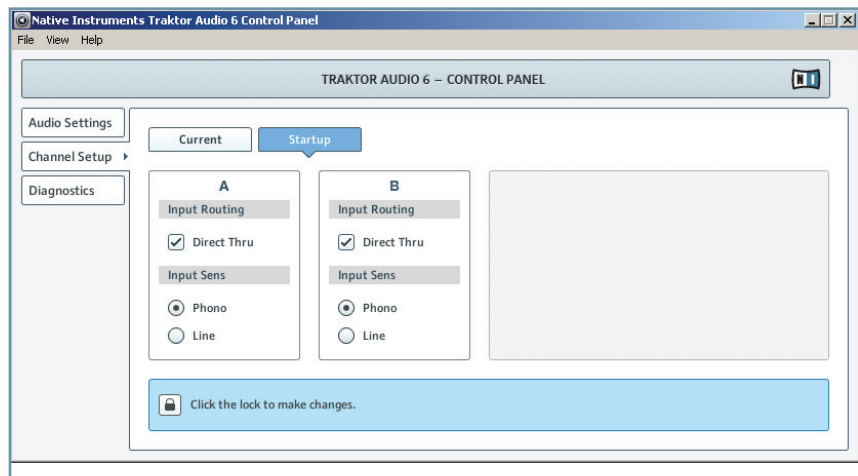 Native Instruments Traktor Audio 6 Control Panel
File View Help
TRAKTOR AUDIO 6 – CONTROL PANEL
NI
Audio Settings
Channel Setup
Diagnostics
Current Startup
A
Input Routing
Direct Thru
Input Sens
Phono
Line
B
Input Routing
Direct Thru
Input Sens
Phono
Line
Click the lock to make changes.